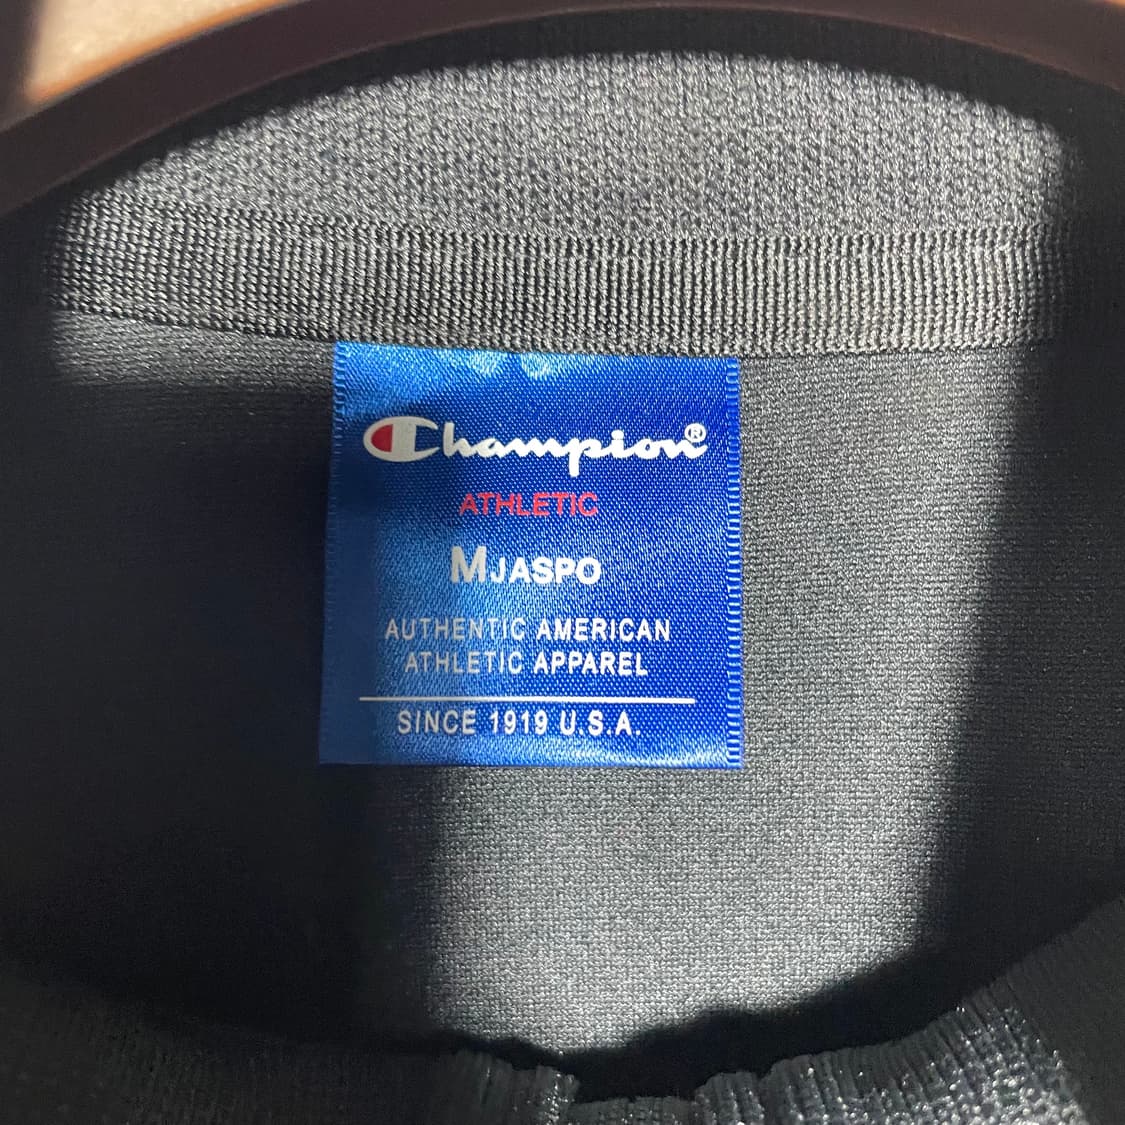 Champion®
ATHLETIC
MJASPO
AUTHENTIC AMERICAN
ATHLETIC APPAREL
SINCE 1919 U.S.A.